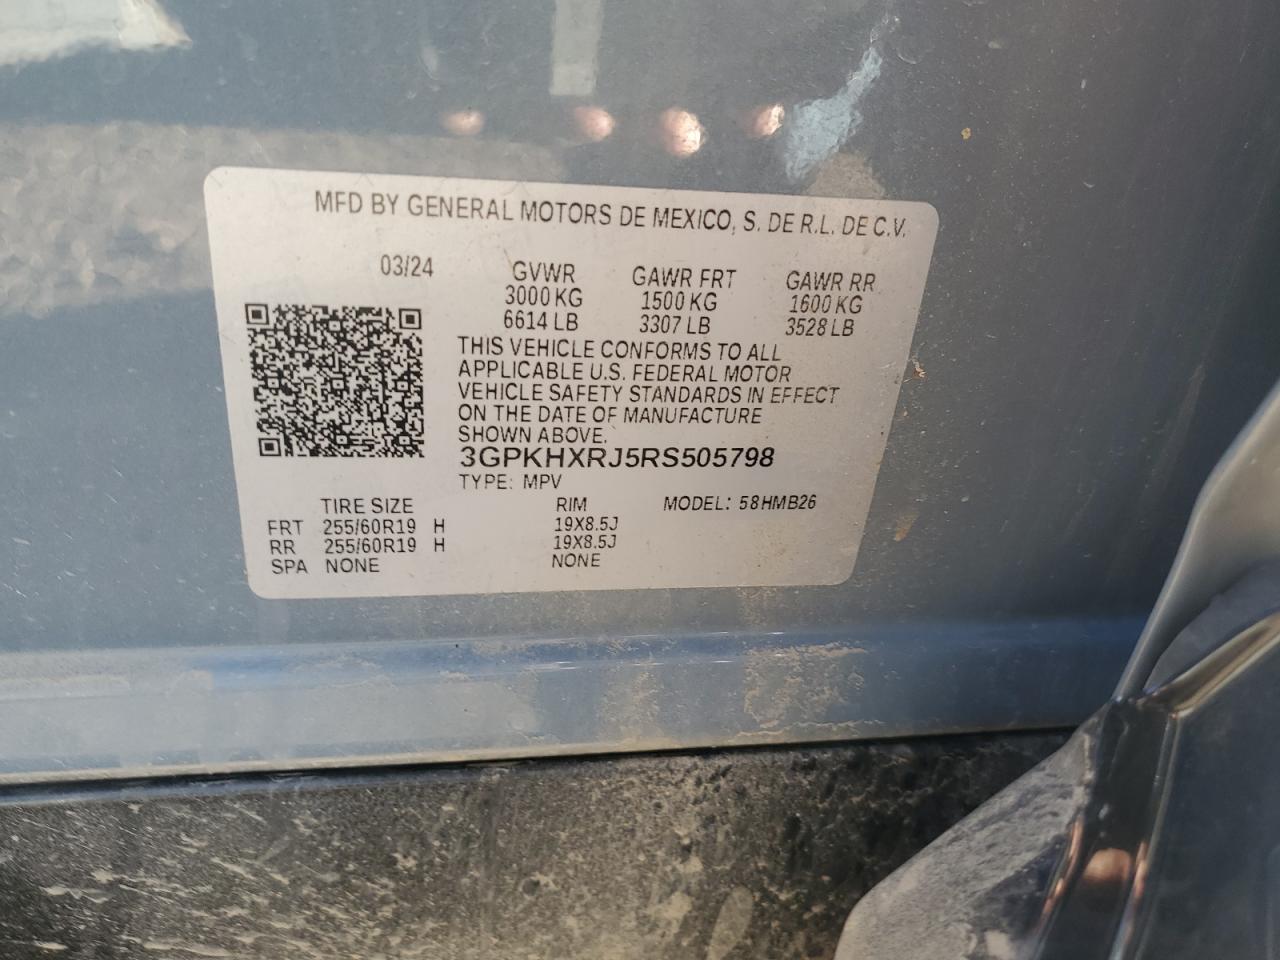 MFD BY GENERAL MOTORS DE MEXICO, S. DE R.L. DE C.V.
03/24 GVWR GAWR FRT GAWR RR
3000 KG 1500 KG 1600 KG
6614 LB 3307 LB 3528 LB
THIS VEHICLE CONFORMS TO ALL
APPLICABLE U.S. FEDERAL MOTOR
VEHICLE SAFETY STANDARDS IN EFFECT
ON THE DATE OF MANUFACTURE
SHOWN ABOVE.
3GPKHXRJ5RS505798
TYPE: MPV
TIRE SIZE RIM MODEL: 58HMB26
FRT 255/60R19 H 19X8.5J
RR 255/60R19 H 19X8.5J
SPA NONE NONE